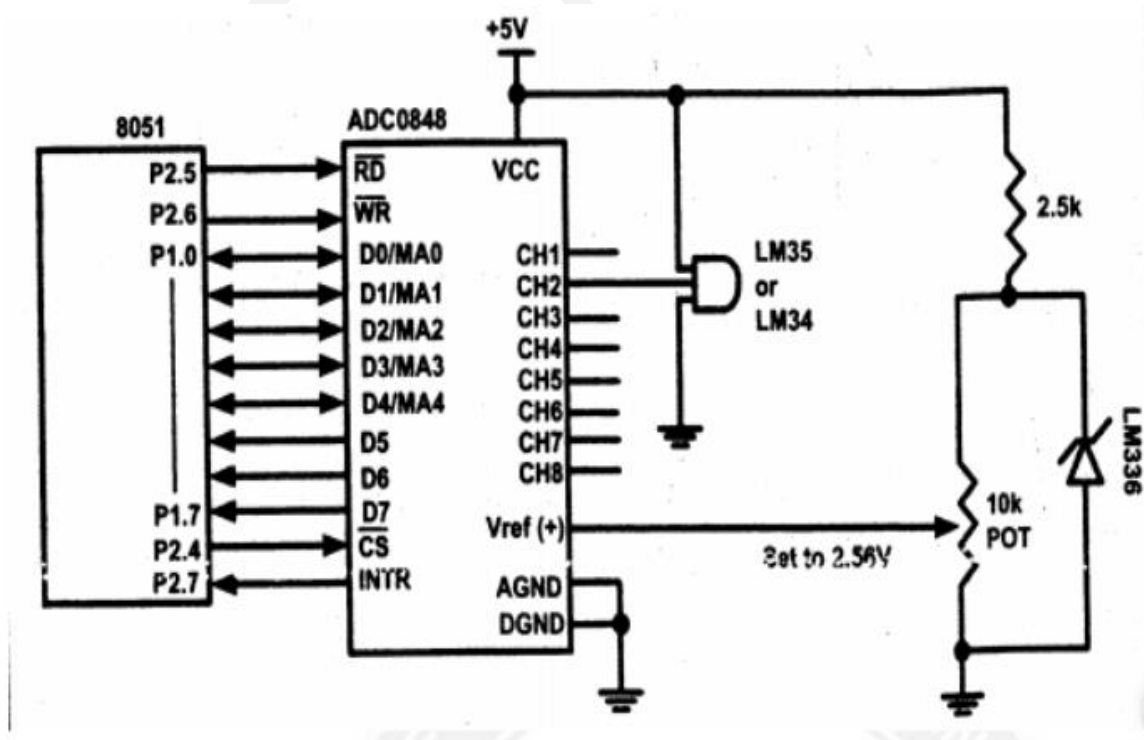 +5V
8051
ADC0848
P2.5
RD
VCC
P2.6
WR
P1.0
D0/MA0
CH1
LM35
D1/MA1
CH2
or
D2/MA2
CH3
LM34
D3/MA3
CH4
D4/MA4
CH5
D5
CH6
D6
CH7
P1.7
D7
CH8
P2.4
CS
Vref (+)
Set to 2.56V
P2.7
INTR
AGND
DGND
2.5k
10k
POT
LM336